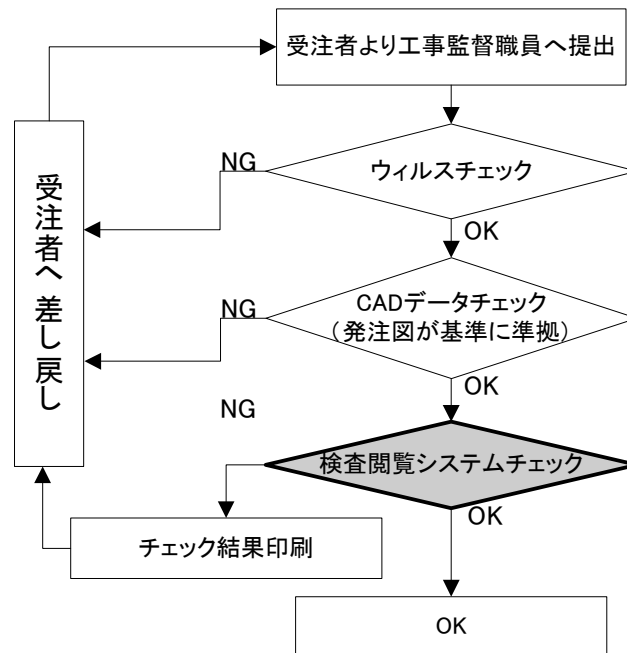 受注者より工事監督職員へ提出
NG
ウィルスチェック
OK
受注者へ 差し戻し
NG
CADデータチェック
（発注図が基準に準拠）
OK
NG
検査閲覧システムチェック
OK
チェック結果印刷
OK